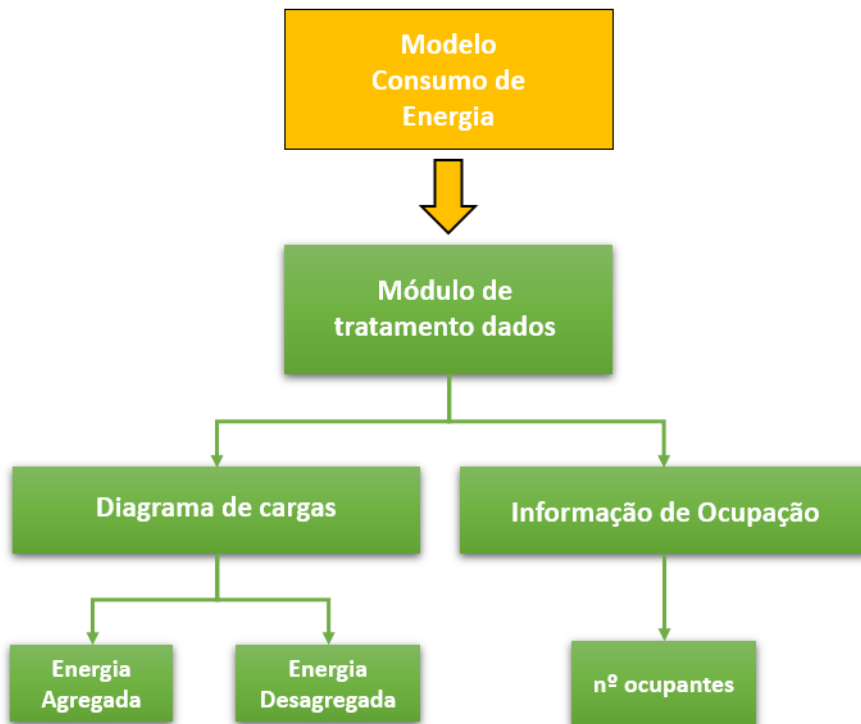 Modelo
Consumo de
Energia
Módulo de
tratamento dados
Diagrama de cargas
Informação de Ocupação
Energia
Agregada
Energia
Desagregada
nº ocupantes